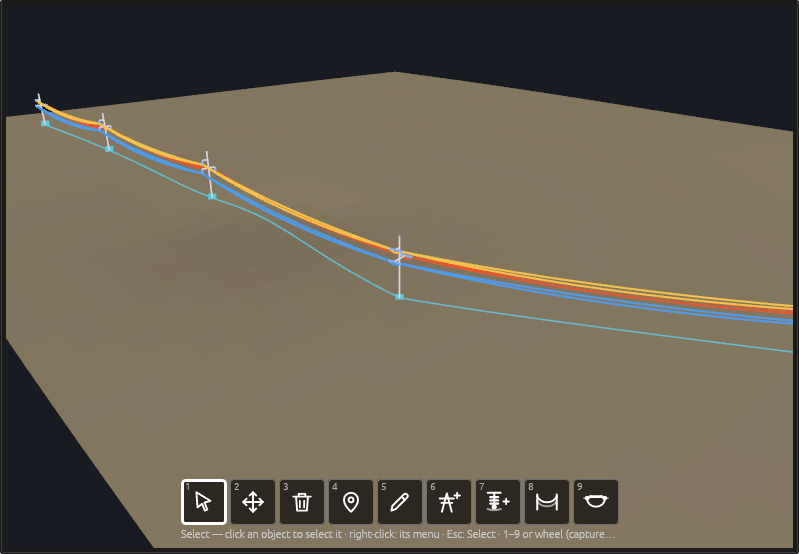 1 2 3 4 5 6 7 8 9
Select — click an object to select it · right-click: its menu · Esc: Select · 1–9 or wheel (capture…